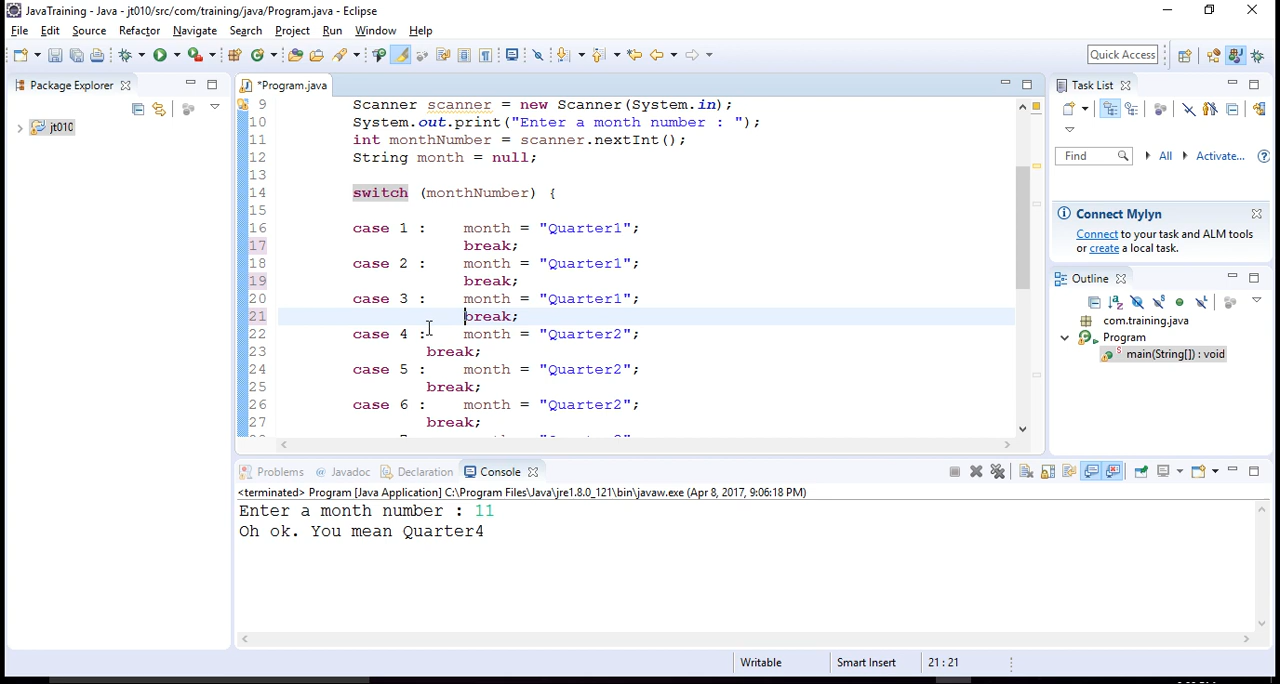 JavaTraining - Java - jt010/src/com/training/java/Program.java - Eclipse
File Edit Source Refactor Navigate Search Project Run Window Help
Quick Access
Package Explorer
*Program.java
Task List
jt010
9 Scanner scanner = new Scanner(System.in);
10 System.out.print("Enter a month number : ");
11 int monthNumber = scanner.nextInt();
12 String month = null;
13
14 switch (monthNumber) {
15
16 case 1 : month = "Quarter1";
17 break;
18 case 2 : month = "Quarter1";
19 break;
20 case 3 : month = "Quarter1";
21 break;
22 case 4 : month = "Quarter2";
23 break;
24 case 5 : month = "Quarter2";
25 break;
26 case 6 : month = "Quarter2";
27 break;
Find All Activate...
Connect Mylyn
Connect to your task and ALM tools
or create a local task.
Outline
com.training.java
Program
main(String[]) : void
Problems @ Javadoc Declaration Console
<terminated> Program [Java Application] C:\Program Files\Java\jre1.8.0_121\bin\javaw.exe (Apr 8, 2017, 9:06:18 PM)
Enter a month number : 11
Oh ok. You mean Quarter4
Writable Smart Insert 21 : 21